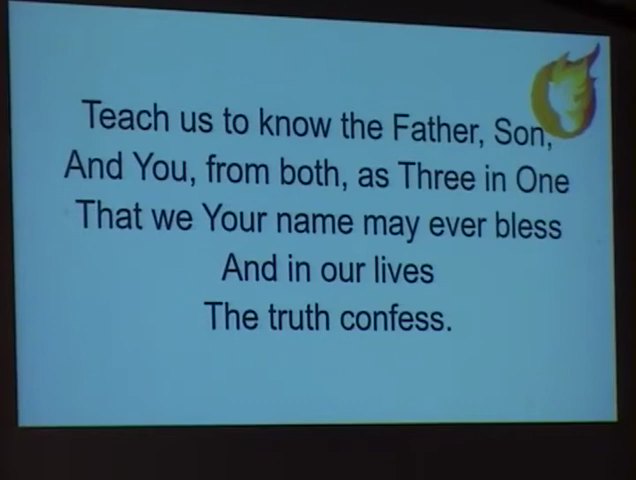 Teach us to know the Father, Son,
And You, from both, as Three in One
That we Your name may ever bless
And in our lives
The truth confess.